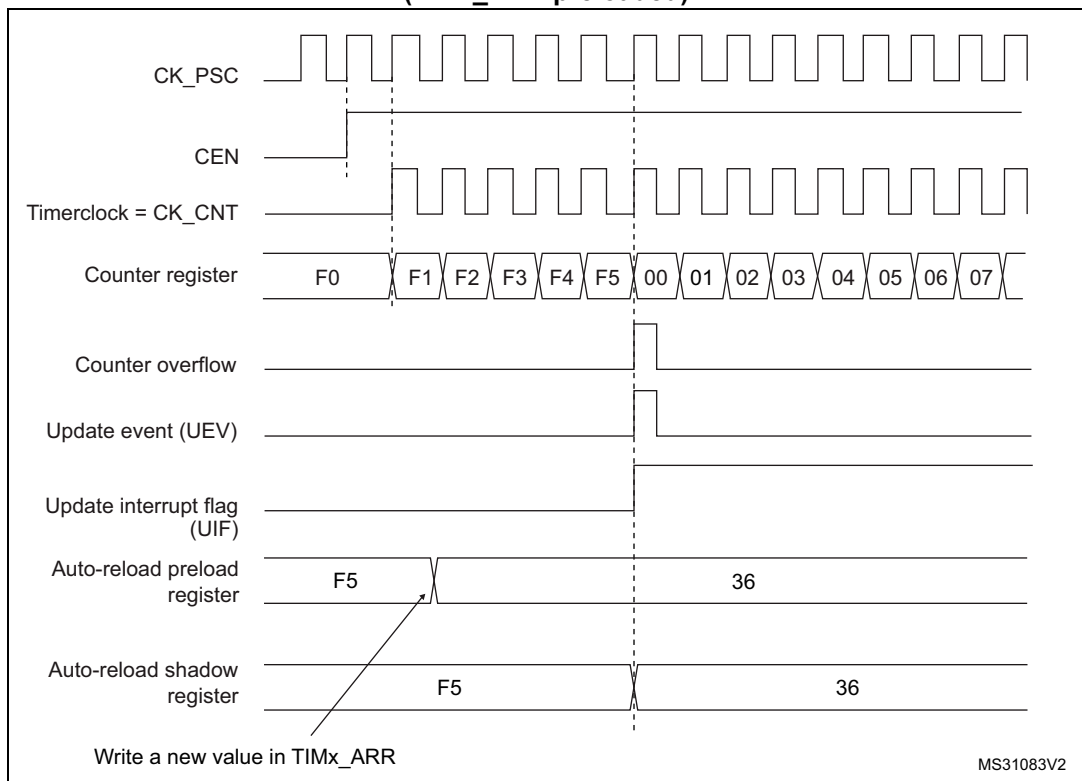 CK_PSC
CEN
Timerclock = CK_CNT
Counter register
F0 F1 F2 F3 F4 F5 00 01 02 03 04 05 06 07
Counter overflow
Update event (UEV)
Update interrupt flag
(UIF)
Auto-reload preload
register
F5 36
Auto-reload shadow
register
F5 36
Write a new value in TIMx_ARR
MS31083V2